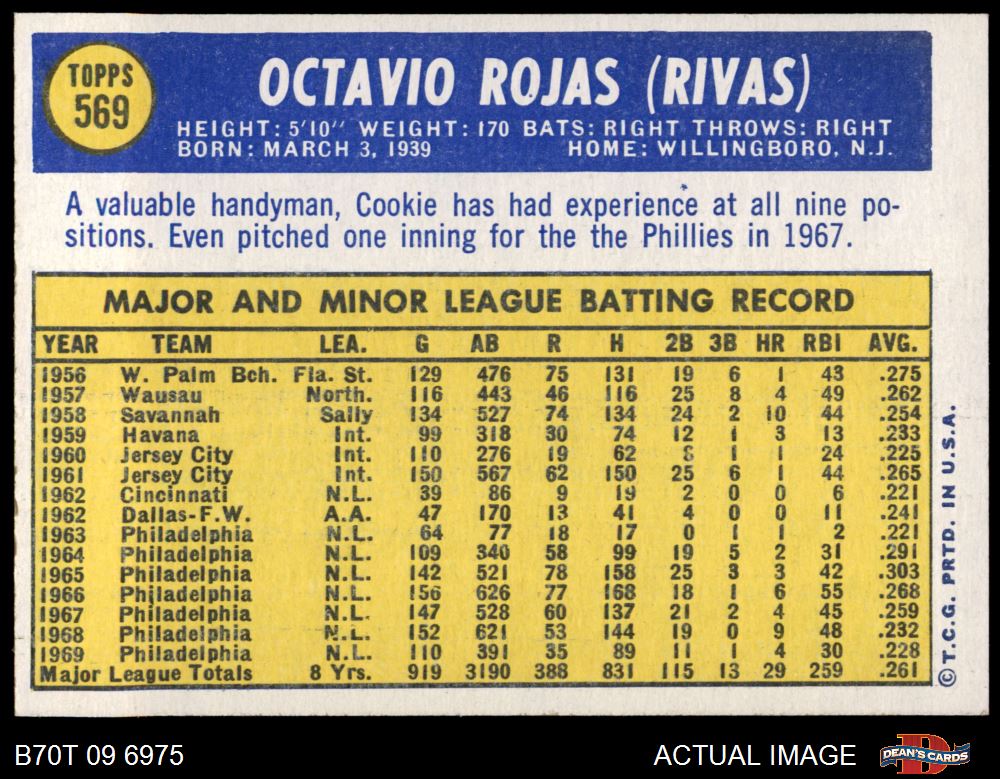 TOPPS
569
OCTAVIO ROJAS (RIVAS)
HEIGHT: 5'10" WEIGHT: 170 BATS: RIGHT THROWS: RIGHT
BORN: MARCH 3, 1939 HOME: WILLINGBORO, N.J.
A valuable handyman, Cookie has had experience at all nine po-
sitions. Even pitched one inning for the the Phillies in 1967.
MAJOR AND MINOR LEAGUE BATTING RECORD
YEAR TEAM LEA. G AB R H 2B 3B HR RBI AVG.
1956 W. Palm Bch. Fla. St. 129 476 75 131 19 6 1 43 .275
1957 Wausau North. 116 443 46 116 25 8 4 49 .262
1958 Savannah Sally 134 527 74 134 24 2 10 44 .254
1959 Havana Int. 99 318 30 74 12 1 3 13 .233
1960 Jersey City Int. 110 276 19 62 1 1 24 .225
1961 Jersey City Int. 150 567 62 150 25 6 1 44 .265
1962 Cincinnati N.L. 39 86 9 19 2 0 0 6 .221
1962 Dallas-F.W. A.A. 47 170 13 41 4 0 0 11 .241
1963 Philadelphia N.L. 64 77 18 17 0 1 1 2 .221
1964 Philadelphia N.L. 109 340 58 99 19 5 2 31 .291
1965 Philadelphia N.L. 142 521 78 158 25 3 3 42 .303
1966 Philadelphia N.L. 156 626 77 168 18 1 6 55 .268
1967 Philadelphia N.L. 147 528 60 137 21 2 4 45 .259
1968 Philadelphia N.L. 152 621 53 144 19 0 9 48 .232
1969 Philadelphia N.L. 110 391 35 89 11 1 4 30 .228
Major League Totals 8 Yrs. 919 3190 388 831 115 13 29 259 .261
© T.C.G. PRTD. IN U.S.A.
B70T 09 6975 ACTUAL IMAGE
DEAN'S CARDS